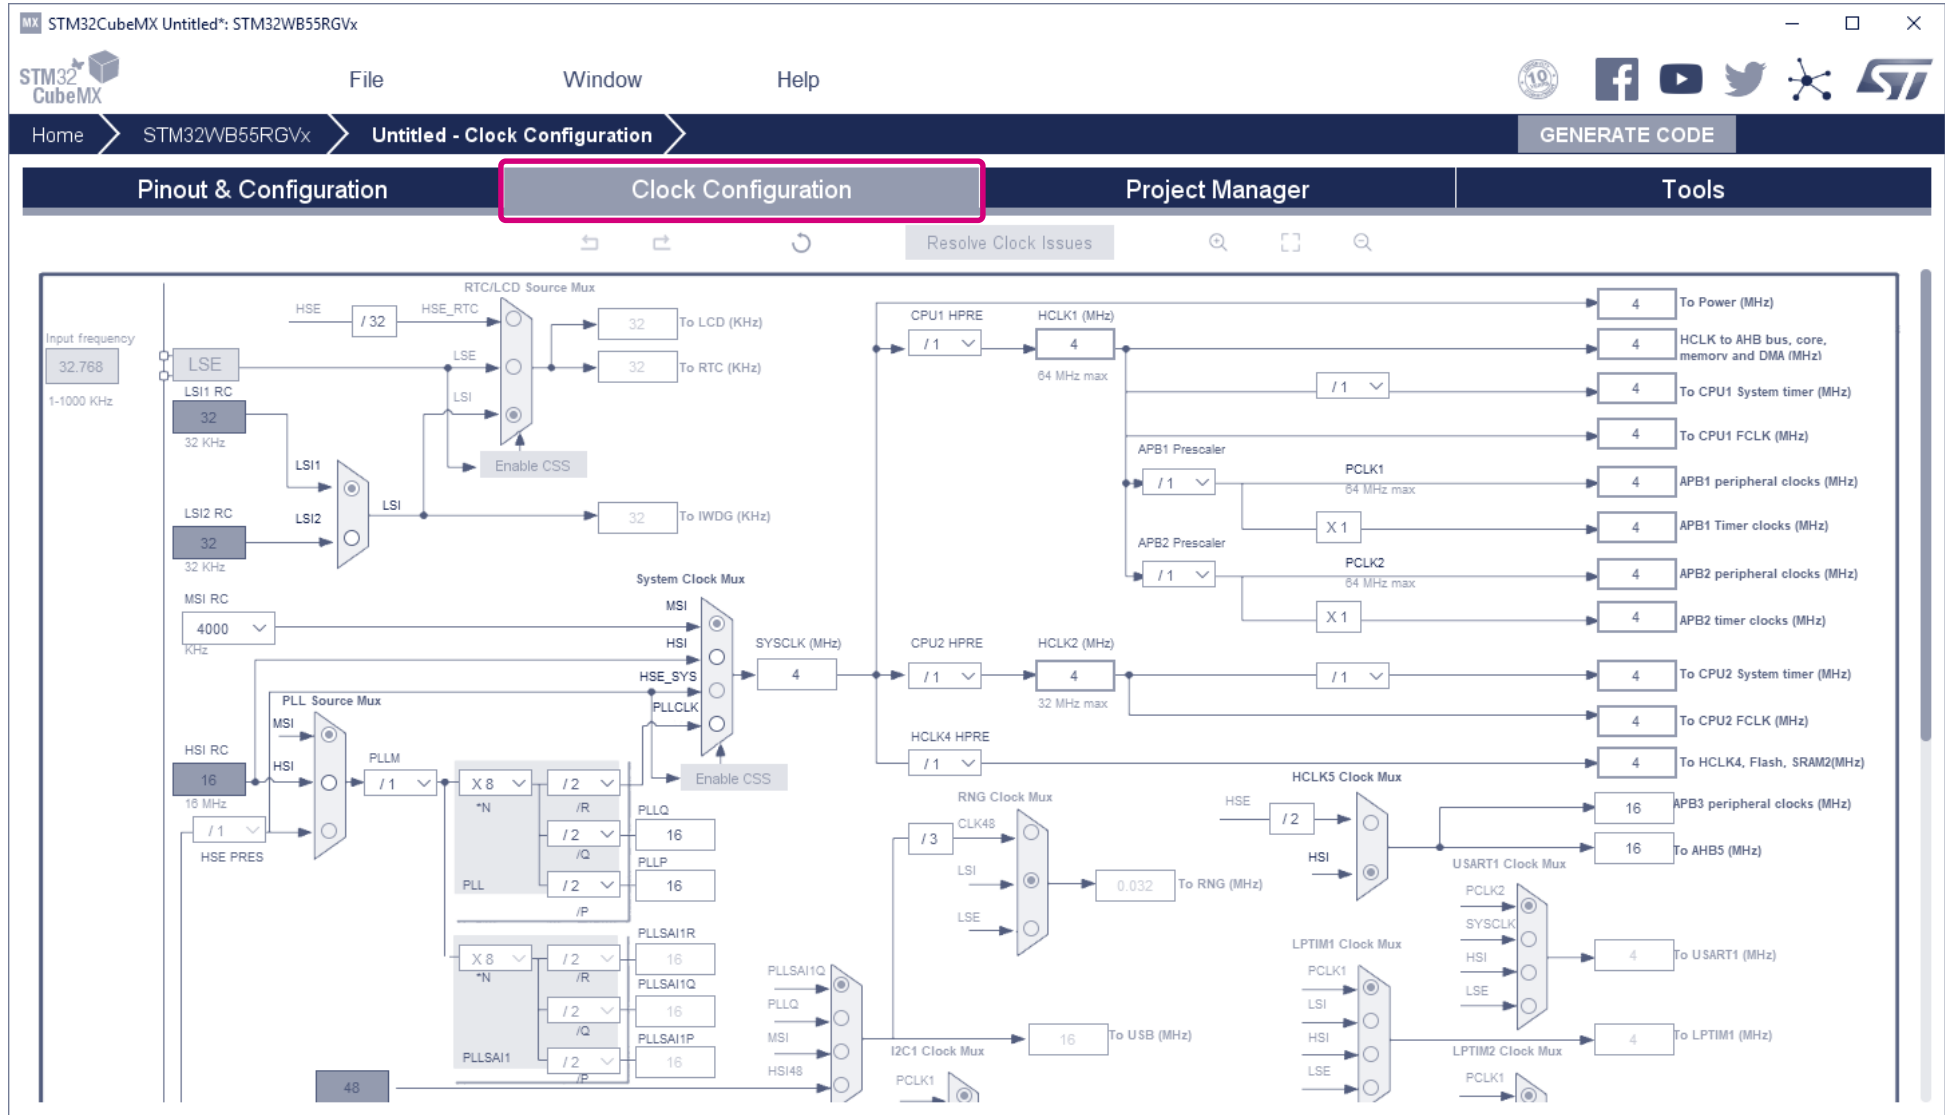 MX STM32CubeMX Untitled*: STM32WB55RGVx
STM32
CubeMX
File Window Help
10
ST
Home STM32WB55RGVx Untitled - Clock Configuration GENERATE CODE
Pinout & Configuration Clock Configuration Project Manager Tools
Resolve Clock Issues
RTC/LCD Source Mux
HSE
/ 32
HSE_RTC
32
To LCD (KHz)
Input frequency
32.768
1-1000 KHz
LSE
LSE
32
To RTC (KHz)
LSI1 RC
32
32 KHz
LSI
Enable CSS
LSI1
LSI2 RC
32
32 KHz
LSI2
LSI
32
To IWDG (KHz)
System Clock Mux
MSI RC
4000
KHz
MSI
HSI
HSE_SYS
PLLCLK
SYSCLK (MHz)
4
Enable CSS
PLL Source Mux
MSI
HSI RC
16
16 MHz
HSI
/ 1
HSE PRES
PLLM
/ 1
X 8
*N
/ 2
/R
/ 2
/Q
/ 2
/P
PLL
PLLQ
16
PLLP
16
X 8
*N
/ 2
/R
/ 2
/Q
/ 2
/P
PLLSAI1
PLLSAI1R
16
PLLSAI1Q
16
PLLSAI1P
16
48
CPU1 HPRE
/ 1
HCLK1 (MHz)
4
64 MHz max
4
To Power (MHz)
4
HCLK to AHB bus, core,
memory and DMA (MHz)
/ 1
4
To CPU1 System timer (MHz)
4
To CPU1 FCLK (MHz)
APB1 Prescaler
/ 1
PCLK1
64 MHz max
4
APB1 peripheral clocks (MHz)
X 1
4
APB1 Timer clocks (MHz)
APB2 Prescaler
/ 1
PCLK2
64 MHz max
4
APB2 peripheral clocks (MHz)
X 1
4
APB2 timer clocks (MHz)
CPU2 HPRE
/ 1
HCLK2 (MHz)
4
32 MHz max
/ 1
4
To CPU2 System timer (MHz)
4
To CPU2 FCLK (MHz)
HCLK4 HPRE
/ 1
4
To HCLK4, Flash, SRAM2(MHz)
HCLK5 Clock Mux
HSE
/ 2
HSI
16
APB3 peripheral clocks (MHz)
16
To AHB5 (MHz)
RNG Clock Mux
/ 3
CLK48
LSI
LSE
0.032
To RNG (MHz)
USART1 Clock Mux
PCLK2
SYSCLK
HSI
LSE
4
To USART1 (MHz)
PLLSAI1Q
PLLQ
MSI
HSI48
16
To USB (MHz)
LPTIM1 Clock Mux
PCLK1
LSI
HSI
LSE
4
To LPTIM1 (MHz)
I2C1 Clock Mux
PCLK1
LPTIM2 Clock Mux
PCLK1